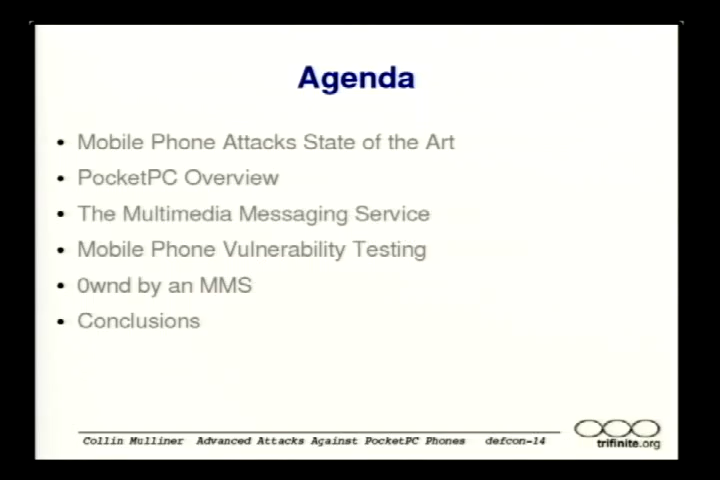 Agenda
• Mobile Phone Attacks State of the Art
• PocketPC Overview
• The Multimedia Messaging Service
• Mobile Phone Vulnerability Testing
• 0wnd by an MMS
• Conclusions
Collin Mulliner Advanced Attacks Against PocketPC Phones defcon-14
trifinite.org